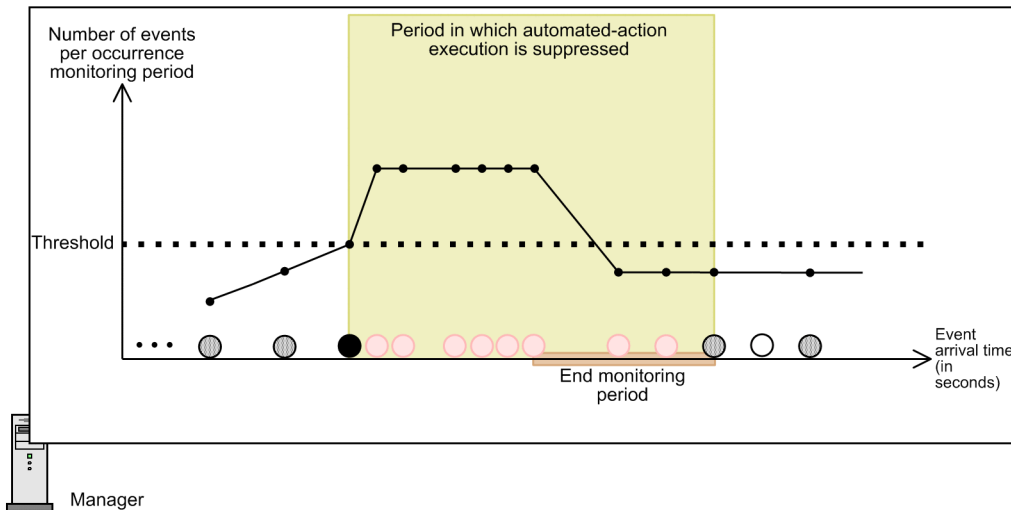 Number of events
per occurrence
monitoring period
Period in which automated-action
execution is suppressed
Threshold
End monitoring
period
Event
arrival time
(in
seconds)
Manager